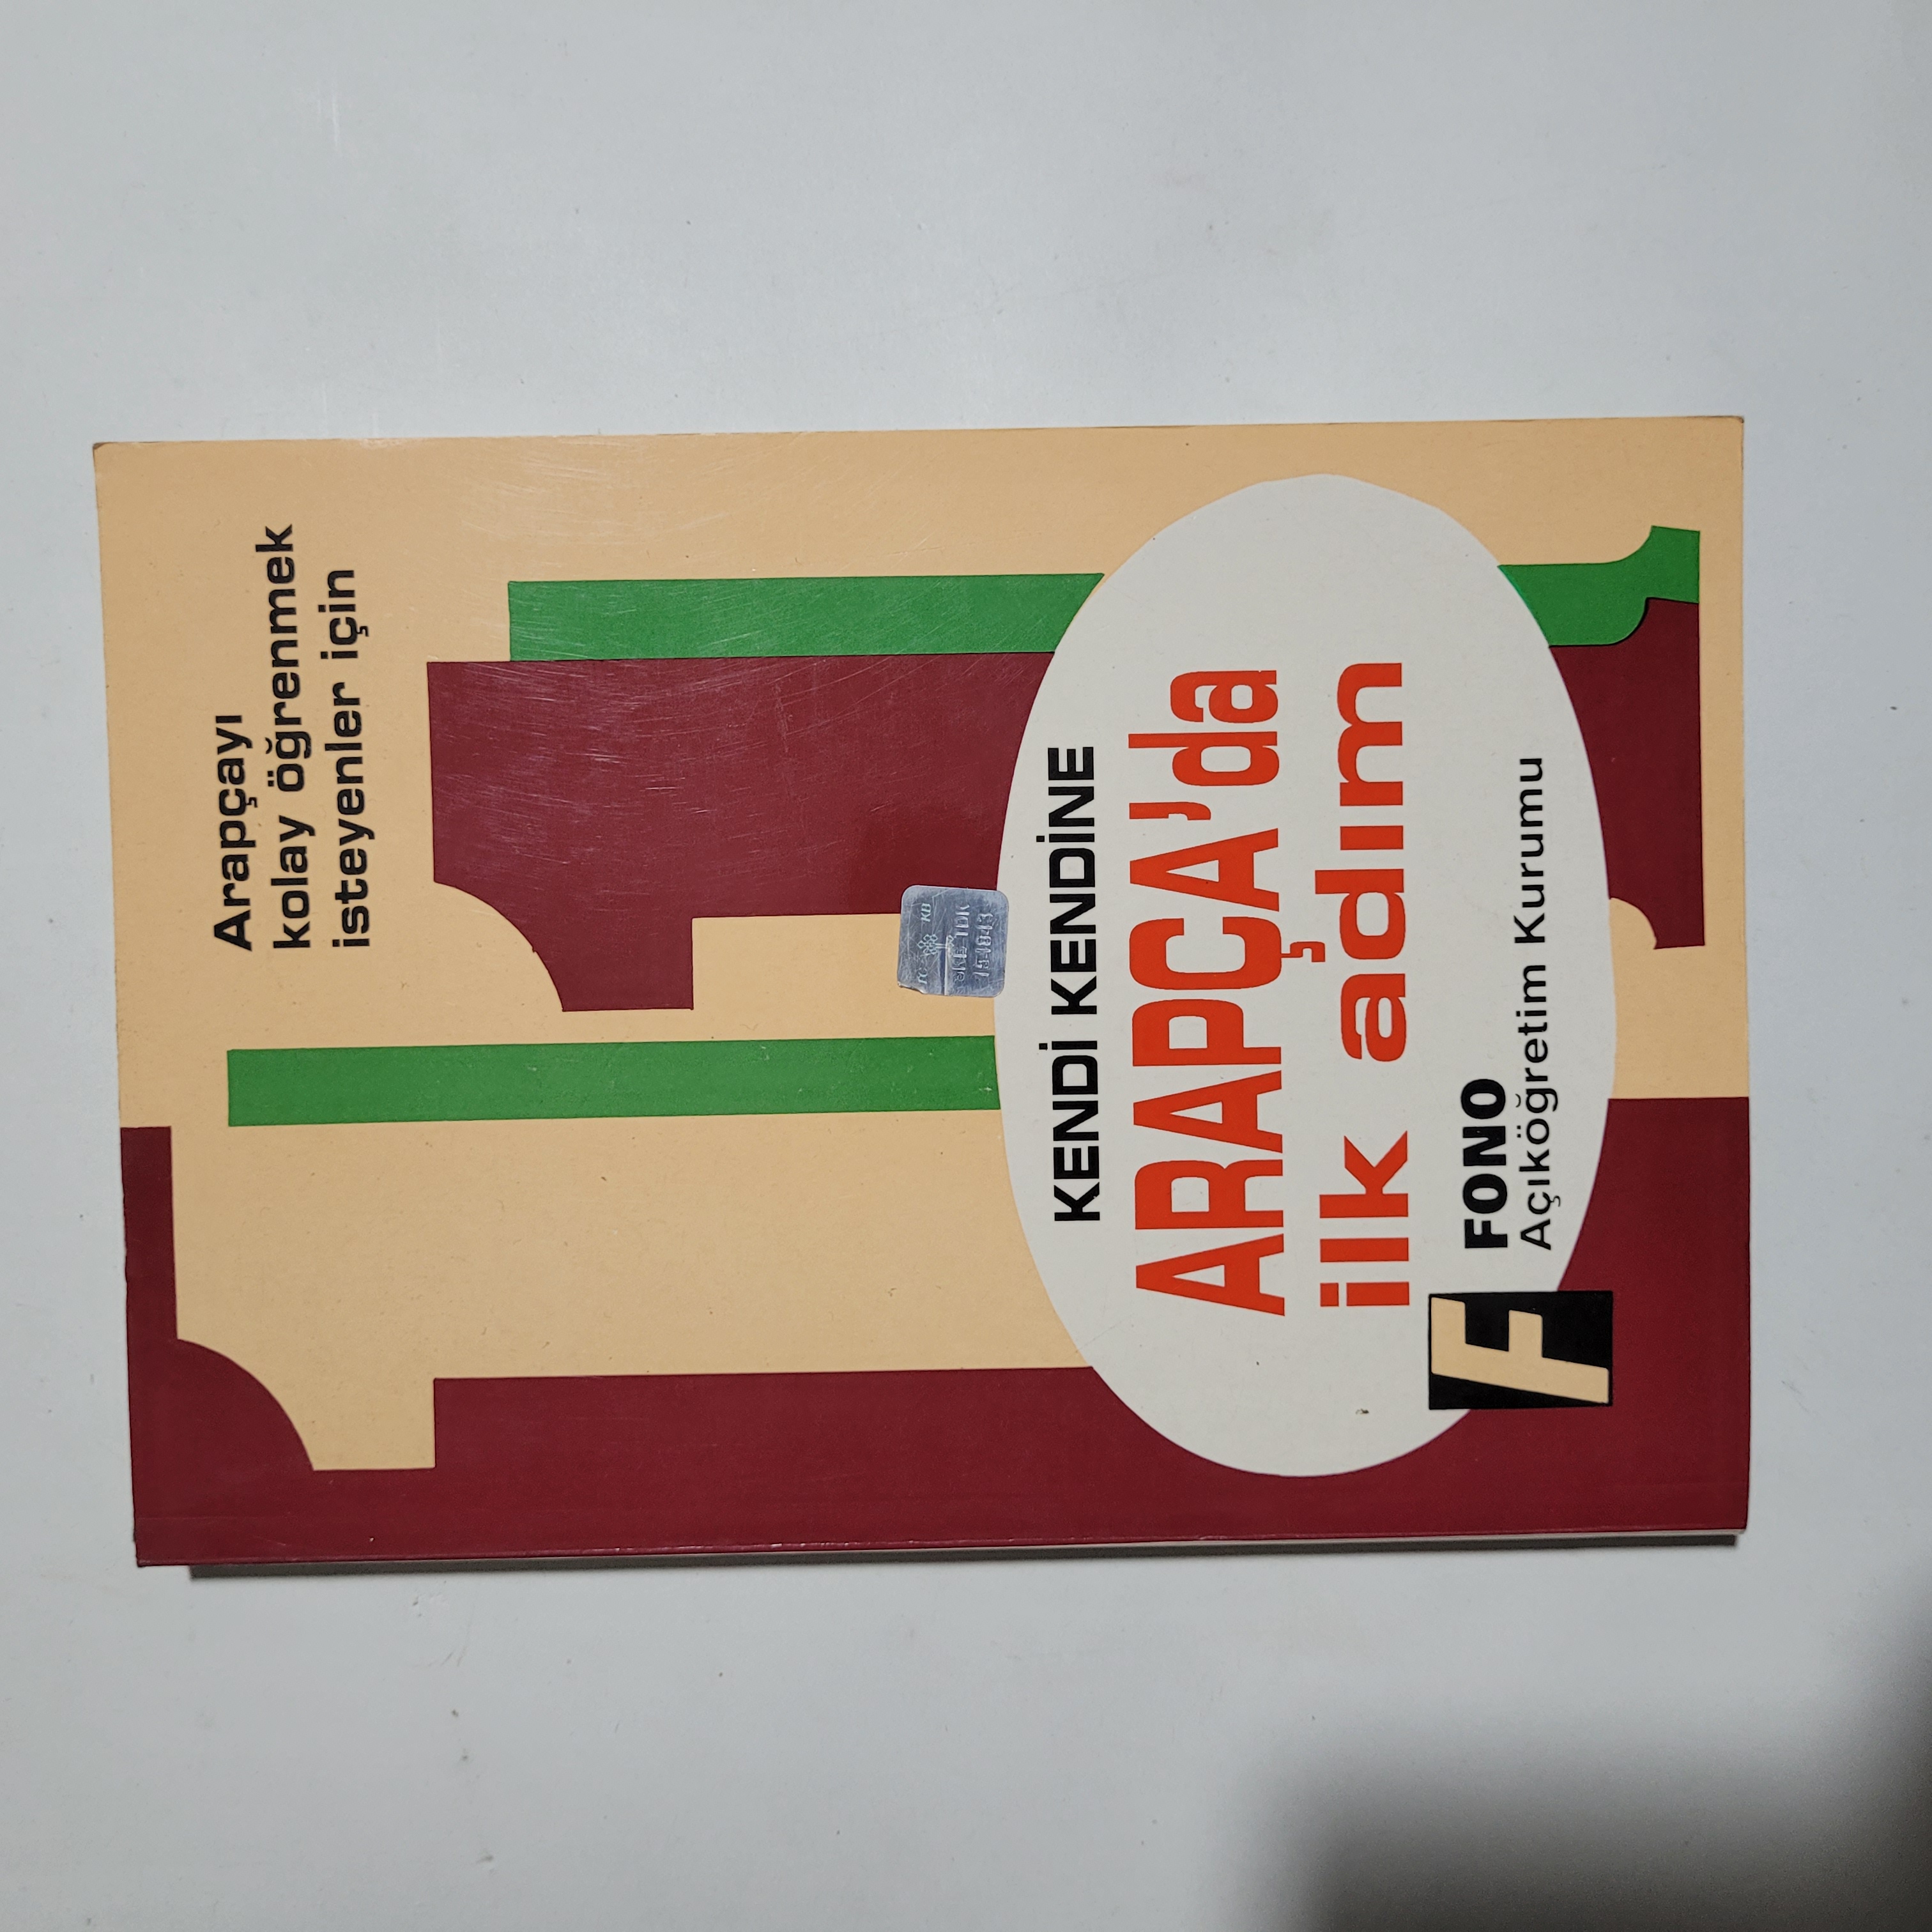 Arapçayı
kolay öğrenmek
isteyenler için
KENDİ KENDİNE
ARAPÇA'da
ilk adım
F
FONO
Açıköğretim Kurumu